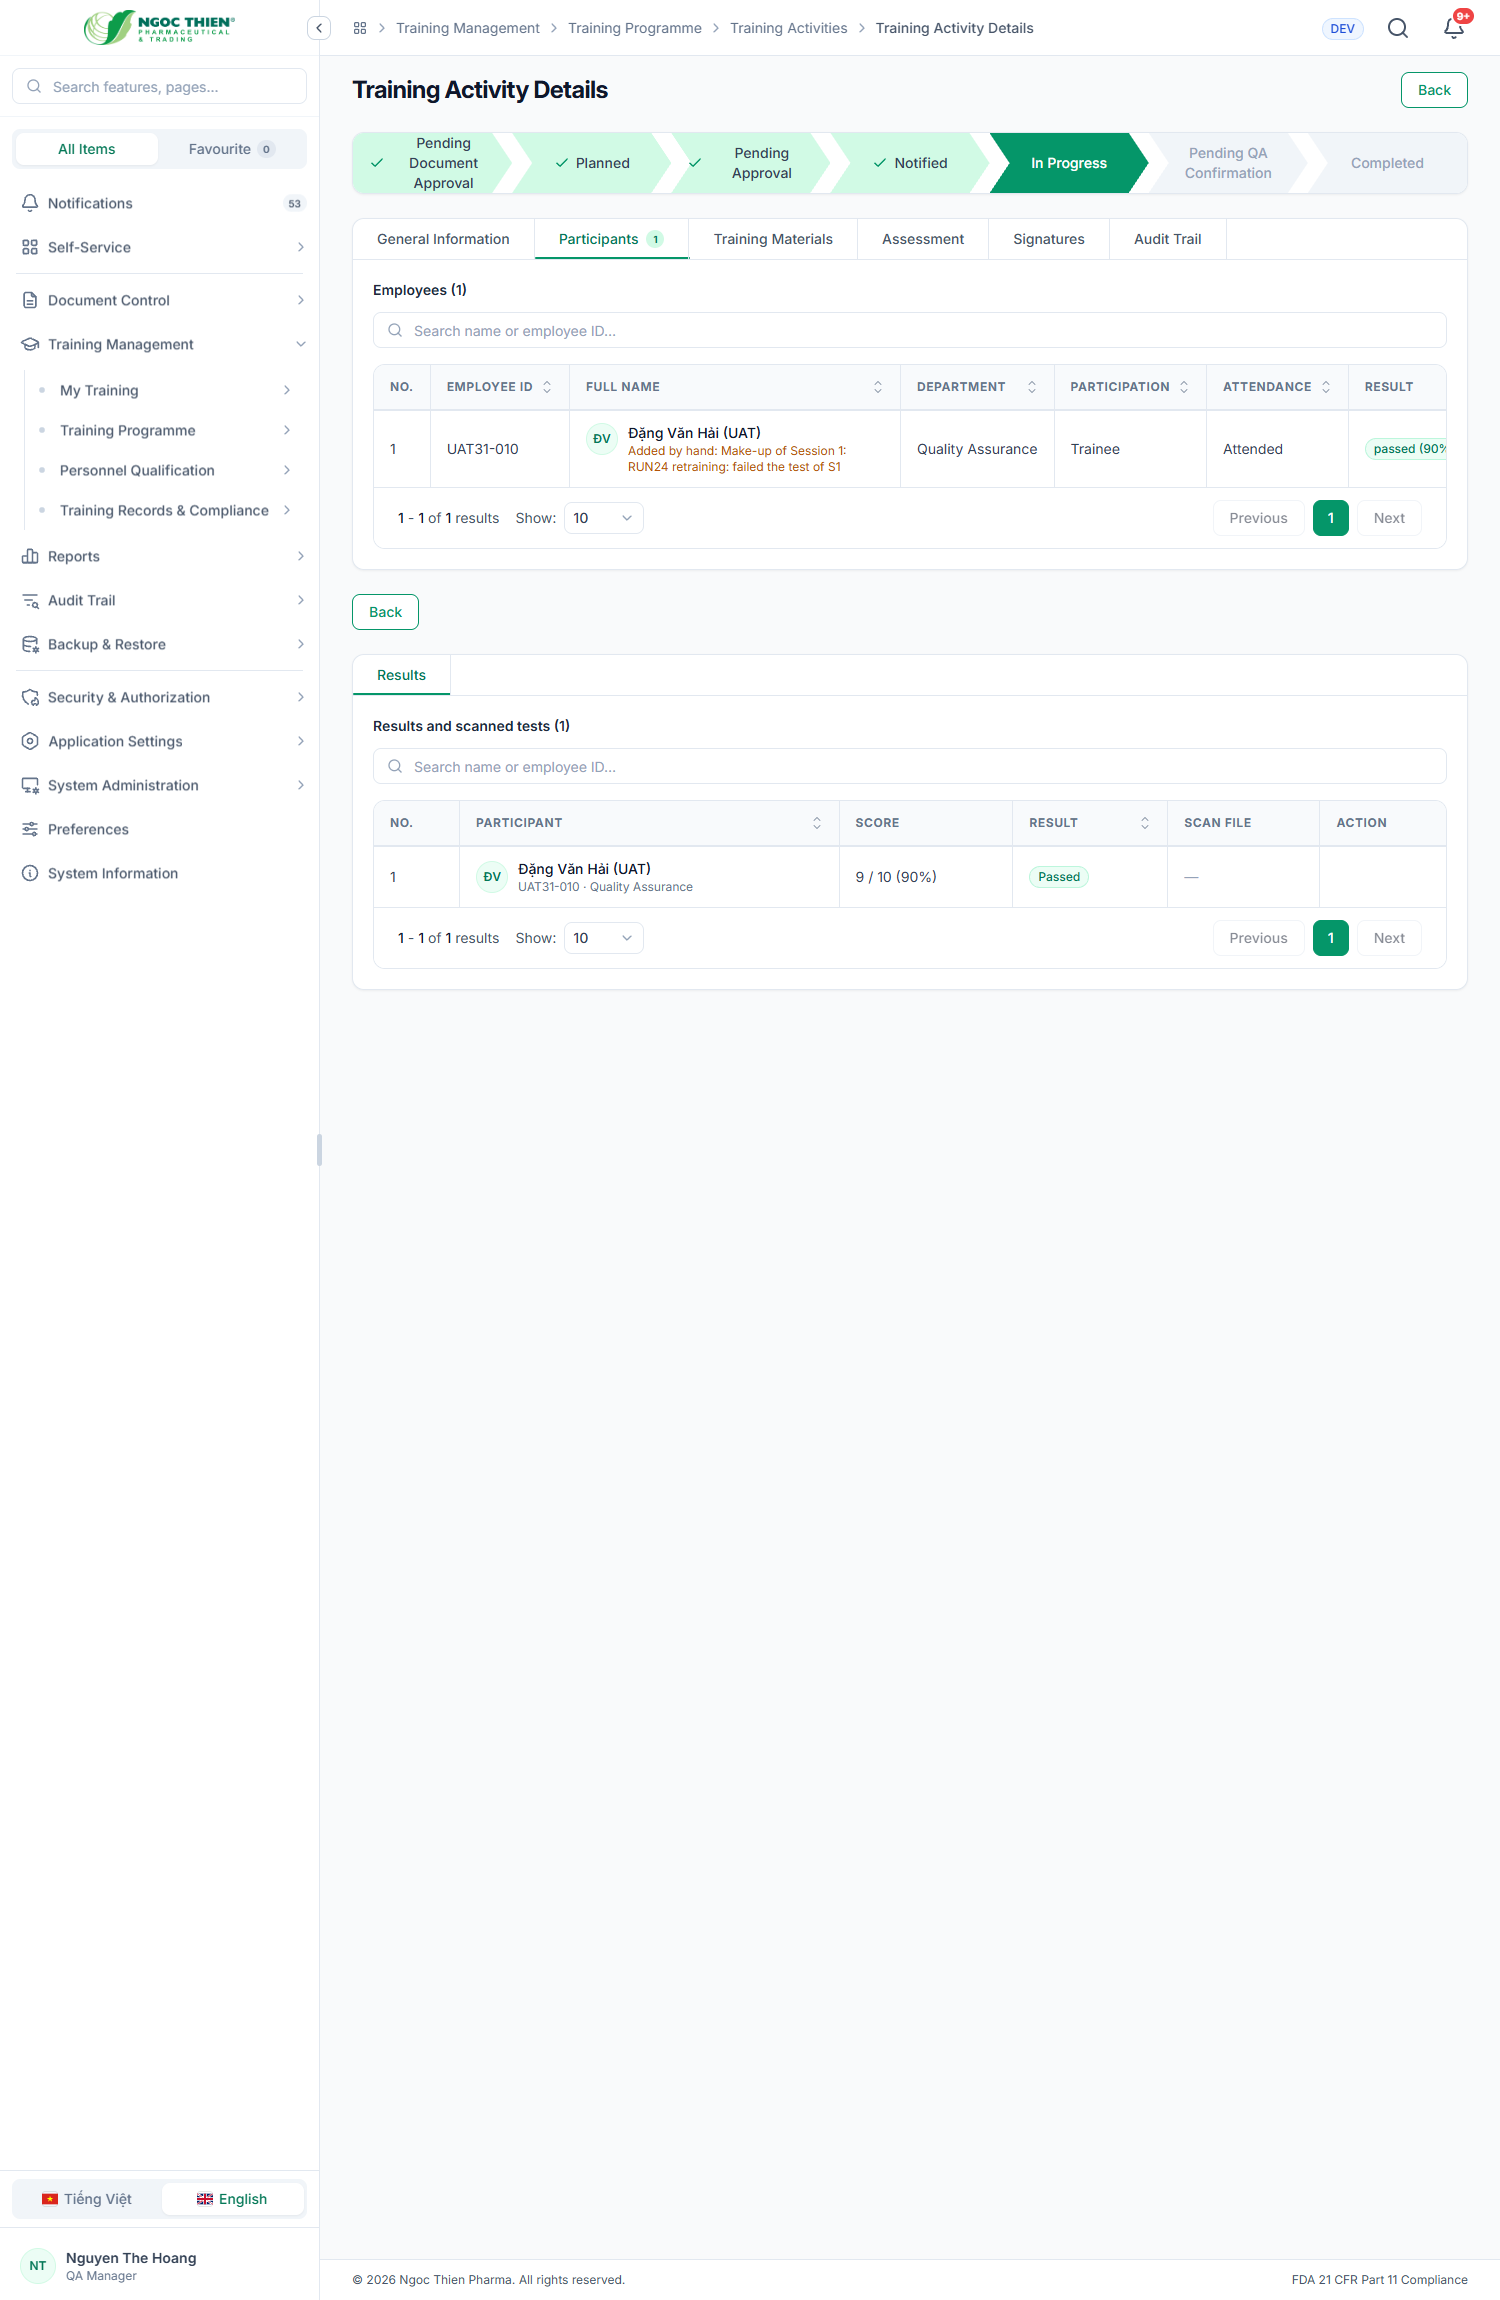 NGOC THIEN®
PHARMACEUTICAL
& TRADING
Training Management
Training Programme
Training Activities
Training Activity Details
DEV
9+
Search features, pages...
All Items
Favourite 0
Notifications 53
Self-Service
Document Control
Training Management
My Training
Training Programme
Personnel Qualification
Training Records & Compliance
Reports
Audit Trail
Backup & Restore
Security & Authorization
Application Settings
System Administration
Preferences
System Information
Tiếng Việt
English
NT
Nguyen The Hoang
QA Manager
Training Activity Details
Back
Pending
Document
Approval
Planned
Pending
Approval
Notified
In Progress
Pending QA
Confirmation
Completed
General Information
Participants 1
Training Materials
Assessment
Signatures
Audit Trail
Employees (1)
Search name or employee ID...
NO. EMPLOYEE ID FULL NAME DEPARTMENT PARTICIPATION ATTENDANCE RESULT
1 UAT31-010 ĐV Đặng Văn Hải (UAT) Quality Assurance Trainee Attended passed (90%
Added by hand: Make-up of Session 1:
RUN24 retraining: failed the test of S1
1 - 1 of 1 results Show: 10 Previous 1 Next
Back
Results
Results and scanned tests (1)
Search name or employee ID...
NO. PARTICIPANT SCORE RESULT SCAN FILE ACTION
1 ĐV Đặng Văn Hải (UAT) 9 / 10 (90%) Passed —
UAT31-010 · Quality Assurance
1 - 1 of 1 results Show: 10 Previous 1 Next
© 2026 Ngoc Thien Pharma. All rights reserved.
FDA 21 CFR Part 11 Compliance